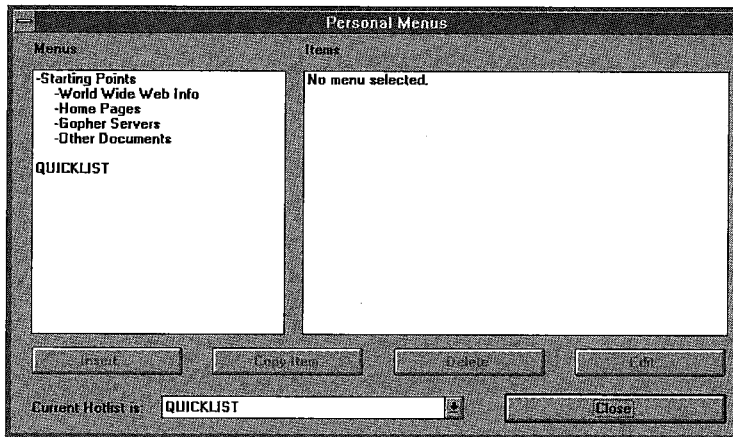 Personal Menus
Menus
Items
-Starting Points
-World Wide Web Info
-Home Pages
-Gopher Servers
-Other Documents
QUICKLIST
No menu selected.
Insert
Copy Item
Delete
Edit
Current Hotlist is:
QUICKLIST
Close